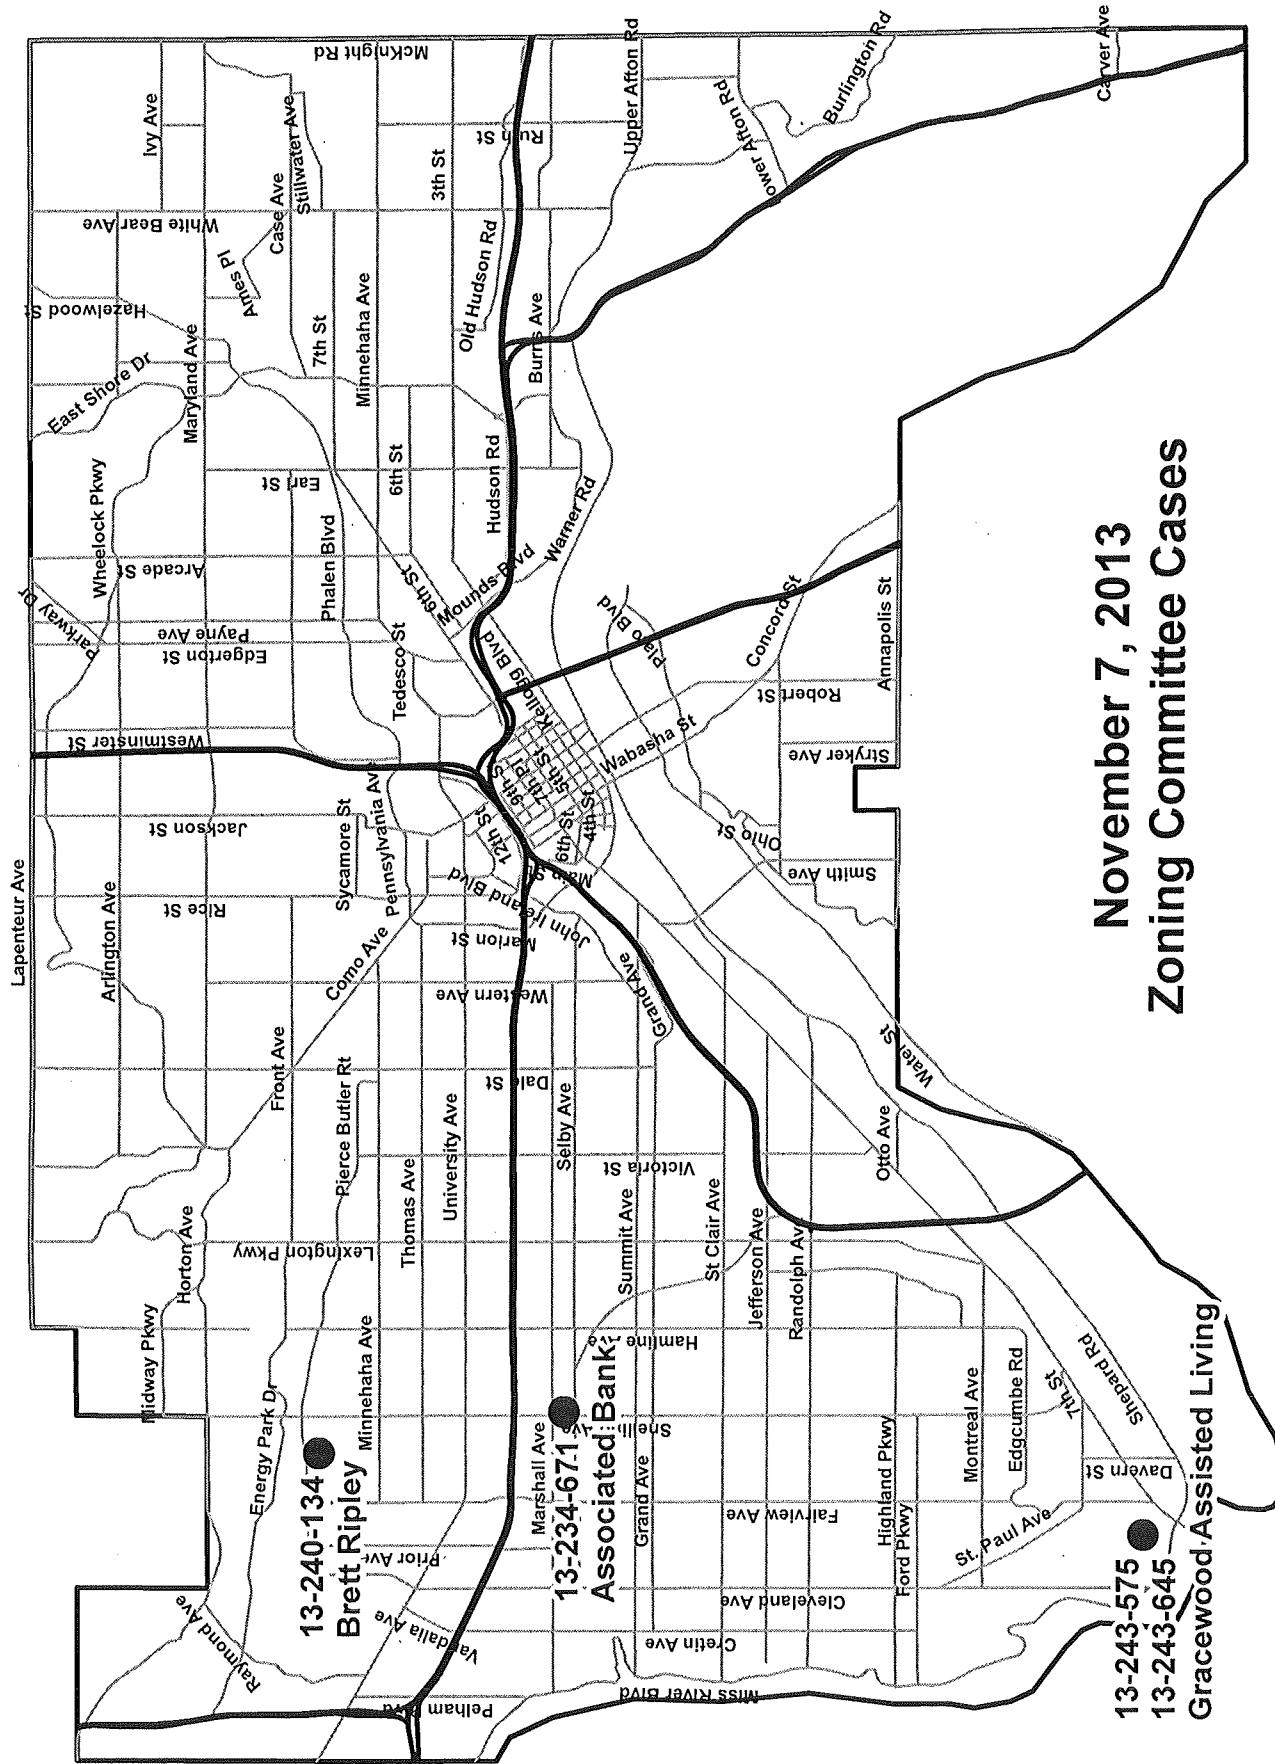 November 7, 2013
Zoning Committee Cases
13-240-134
Brett Ripley
13-234-671
Associated Bank
13-243-575
13-243-645
Gracewood Assisted Living
Lapenteur Ave
Ivy Ave
McKnight Rd
White Bear Ave
Hazelwood St
Ames Pl
Case Ave
Stillwater Ave
East Shore Dr
Maryland Ave
7th St
Minnehaha Ave
3th St
Ruth St
Upper Afton Rd
Burlington Rd
Carver Ave
Old Hudson Rd
Burns Ave
Wheelock Pkwy
Earl St
6th St
Hudson Rd
Warner Rd
Parkway Dr
Arcade St
Payne Ave
Edgerton St
Phalen Blvd
6th St
Mounds Blvd
Tedesco St
Kellogg Blvd
Plato Blvd
Concord St
Annapolis St
Robert St
Stryker Ave
Wabasha St
Westminster St
Jackson St
Sycamore St
Pennsylvania Ave
12th St
9th St
7th Pl
5th St
6th St
4th St
Main St
Ohio St
Smith Ave
Arlington Ave
Rice St
Como Ave
John Ireland Blvd
Marion St
Western Ave
Grand Ave
Water St
Front Ave
Pierce Butler Rt
Dale St
Selby Ave
Victoria St
Otto Ave
Horton Ave
Lexington Pkwy
Thomas Ave
University Ave
Summit Ave
St Clair Ave
Jefferson Ave
Randolph Ave
Midway Pkwy
Energy Park Dr
Minnehaha Ave
Hamline Ave
Marshall Ave
Grand Ave
Highland Pkwy
Ford Pkwy
Montreal Ave
Edgcumbe Rd
7th St
Shepard Rd
Davern St
St. Paul Ave
Fairview Ave
Prior Ave
Cleveland Ave
Cretin Ave
Raymond Ave
Vandalia Ave
Miss River Blvd